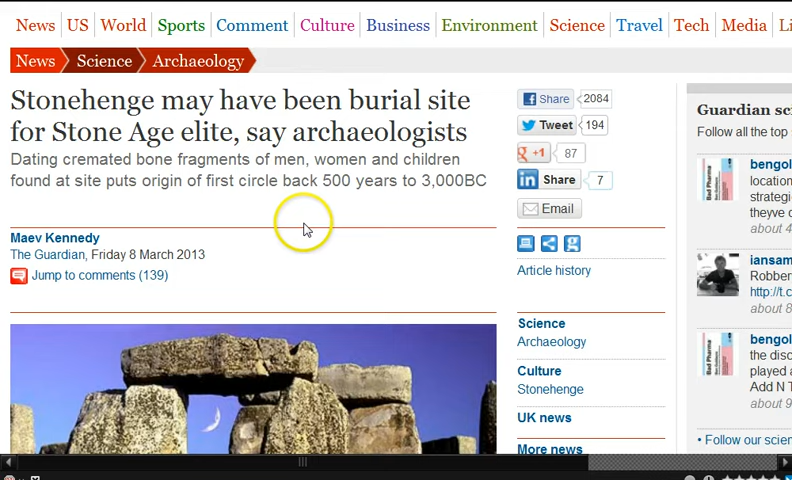 News US World Sports Comment Culture Business Environment Science Travel Tech Media
News Science Archaeology
Stonehenge may have been burial site
for Stone Age elite, say archaeologists
Dating cremated bone fragments of men, women and children
found at site puts origin of first circle back 500 years to 3,000BC
Maev Kennedy
The Guardian, Friday 8 March 2013
Jump to comments (139)
Share 2084
Tweet 194
+1 87
in Share 7
Email
Article history
Science
Archaeology
Culture
Stonehenge
UK news
More news
Guardian sci
Follow all the top
bengol
location
strategi
theyve
about 4
iansam
Robber
http://t.c
about 8
bengol
the disc
played a
Add N T
about 9
• Follow our scien